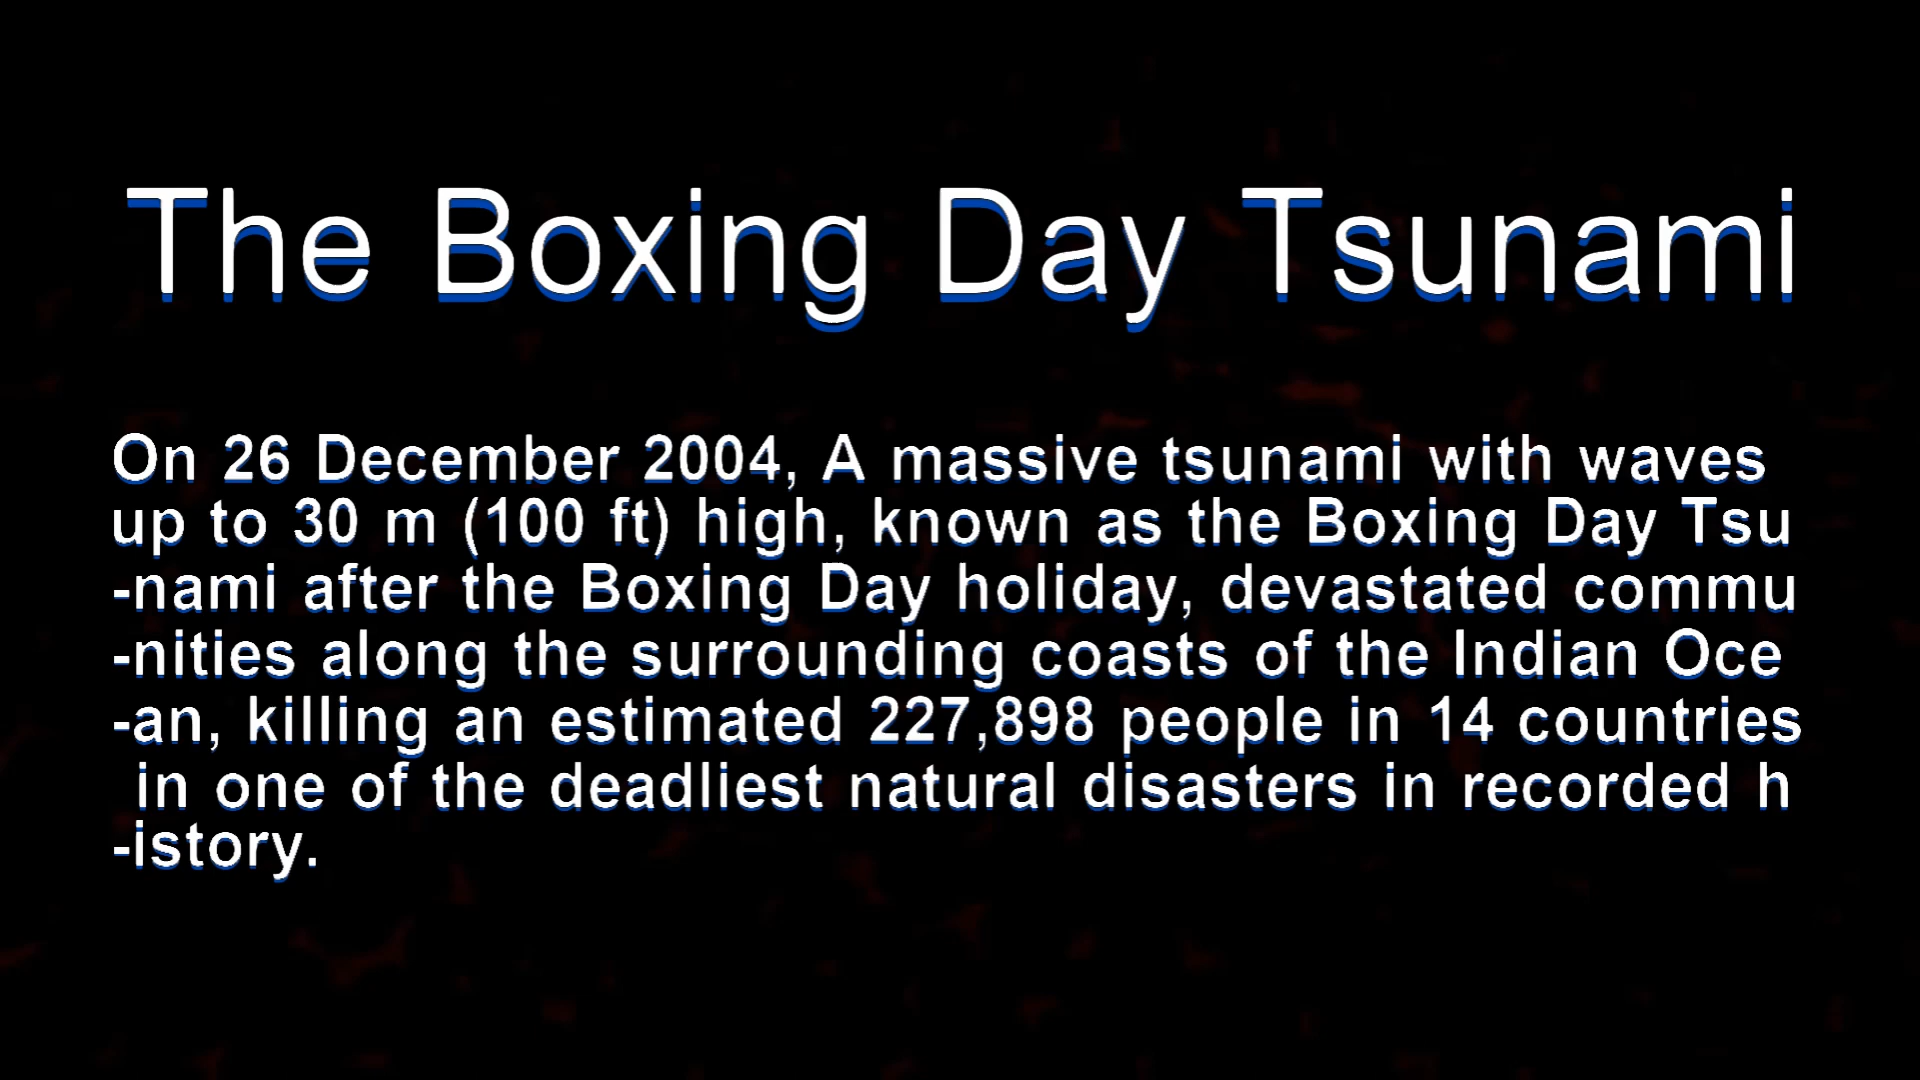 The Boxing Day Tsunami
On 26 December 2004, A massive tsunami with waves
up to 30 m (100 ft) high, known as the Boxing Day Tsu
-nami after the Boxing Day holiday, devastated commu
-nities along the surrounding coasts of the Indian Oce
-an, killing an estimated 227,898 people in 14 countries
in one of the deadliest natural disasters in recorded h
-istory.